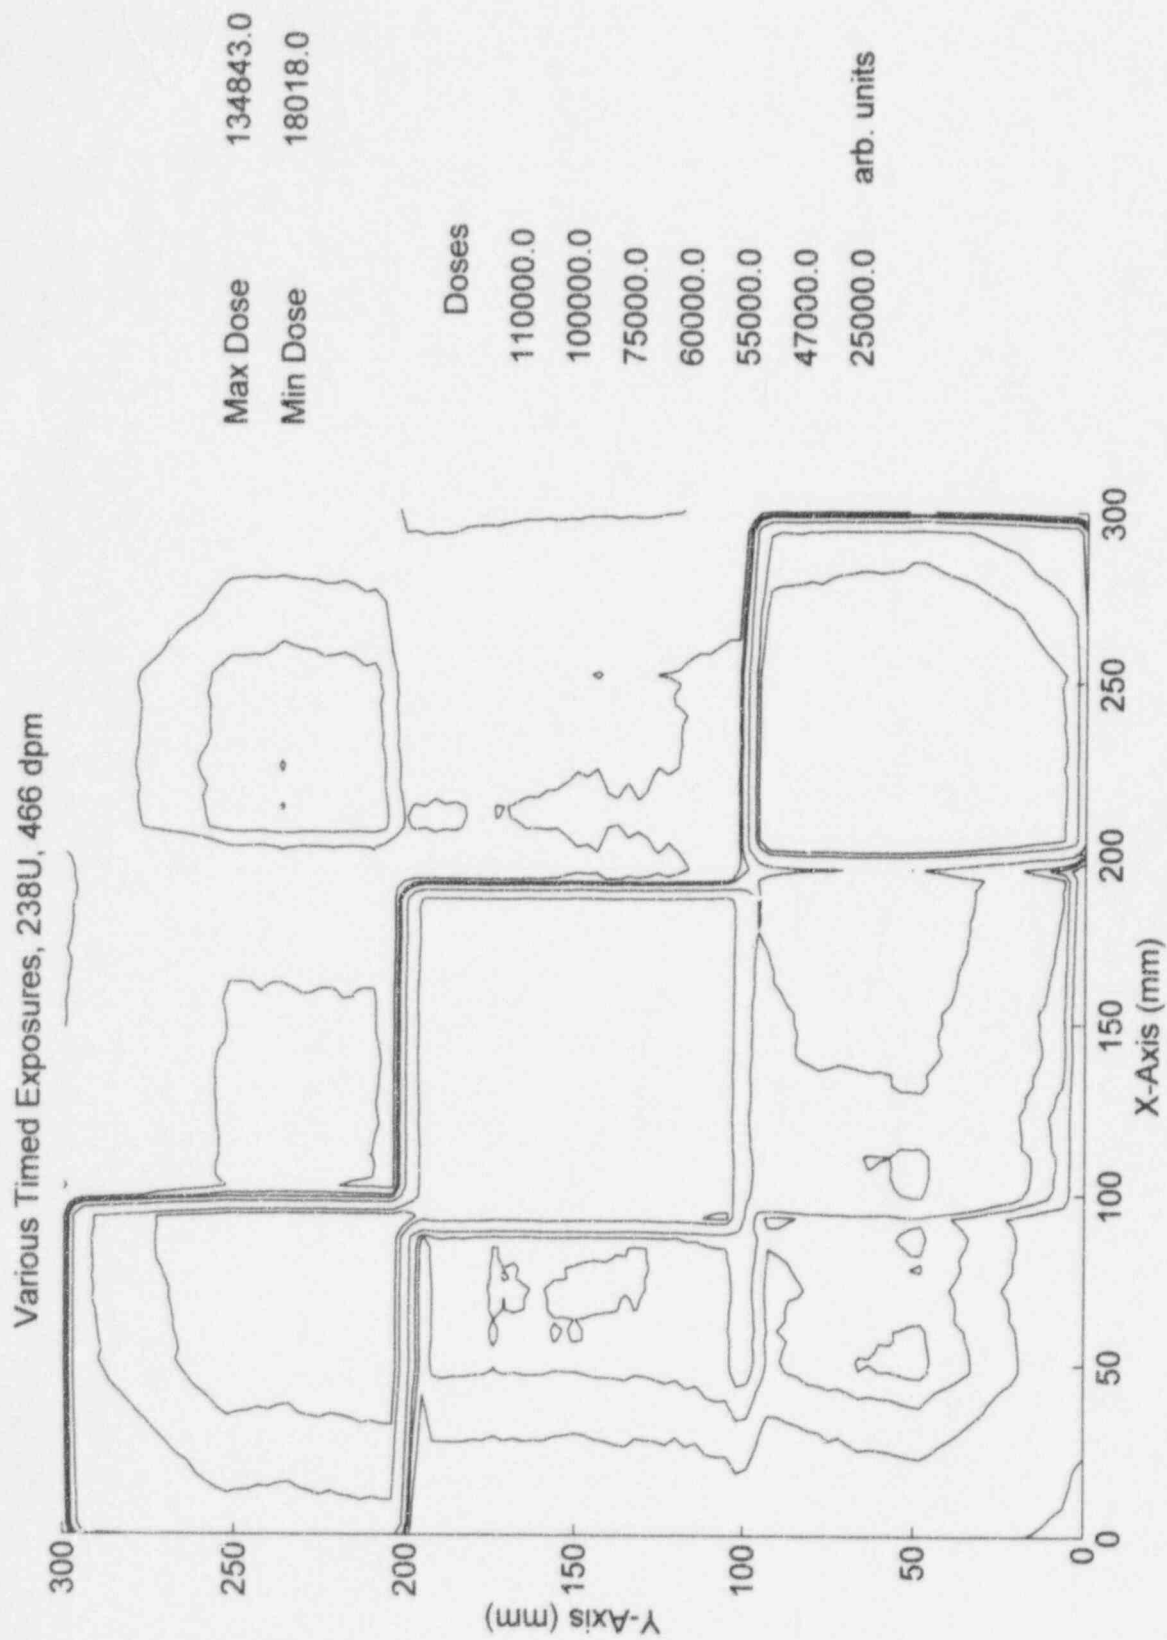 Various Timed Exposures, 238U, 466 dpm
Max Dose 134843.0
Min Dose 18018.0
Doses
110000.0
100000.0
75000.0
60000.0
55000.0
47000.0
25000.0 arb. units
Y-Axis (mm)
300
250
200
150
100
50
0
0 50 100 150 200 250 300
X-Axis (mm)